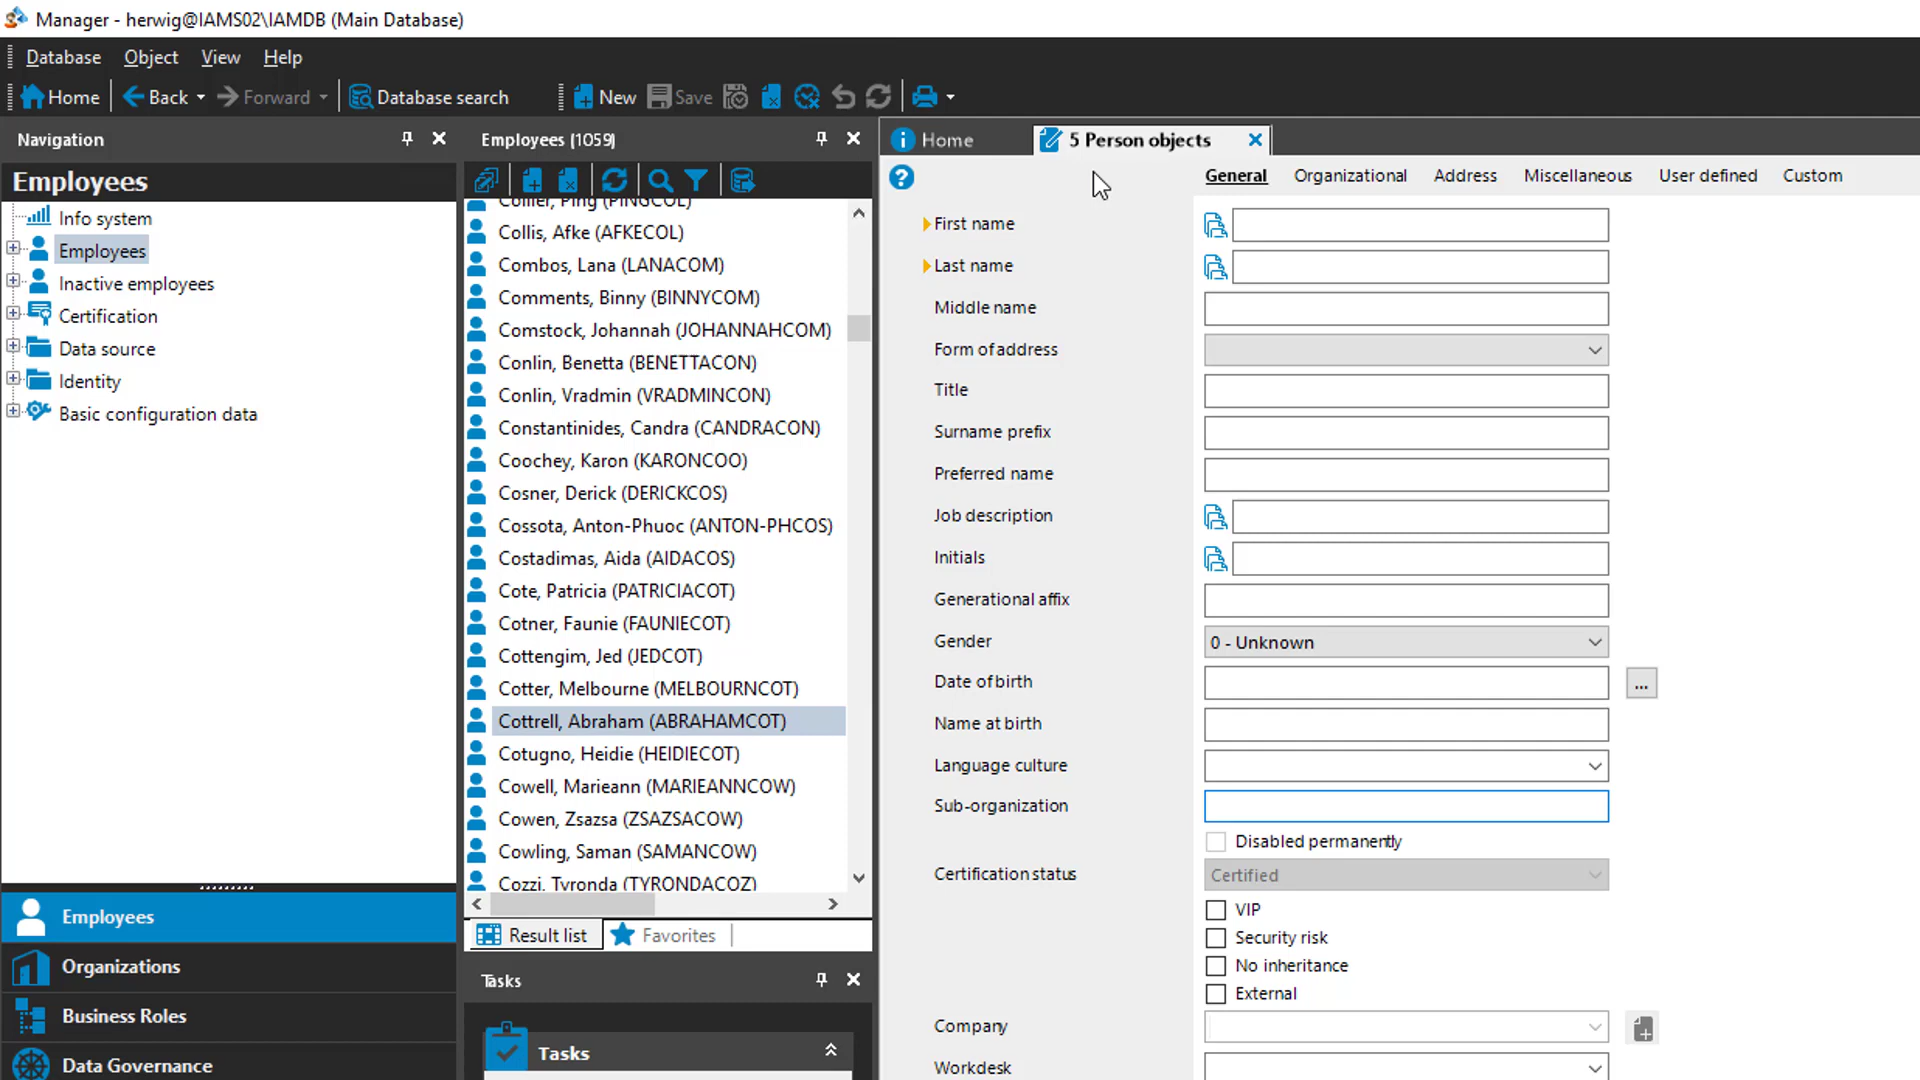 Manager - herwig@IAMS02\IAMDB (Main Database)
Database Object View Help
Home Back Forward Database search New Save
Navigation
Employees
Info system
Employees
Inactive employees
Certification
Data source
Identity
Basic configuration data
Employees
Organizations
Business Roles
Data Governance
Employees (1059)
Collier, Ping (PINGCOL)
Collis, Afke (AFKECOL)
Combos, Lana (LANACOM)
Comments, Binny (BINNYCOM)
Comstock, Johannah (JOHANNAHCOM)
Conlin, Benetta (BENETTACON)
Conlin, Vradmin (VRADMINCON)
Constantinides, Candra (CANDRACON)
Coochey, Karon (KARONCOO)
Cosner, Derick (DERICKCOS)
Cossota, Anton-Phuoc (ANTON-PHCOS)
Costadimas, Aida (AIDACOS)
Cote, Patricia (PATRICIACOT)
Cotner, Faunie (FAUNIECOT)
Cottengim, Jed (JEDCOT)
Cotter, Melbourne (MELBOURNCOT)
Cottrell, Abraham (ABRAHAMCOT)
Cotugno, Heidie (HEIDIECOT)
Cowell, Marieann (MARIEANNCOW)
Cowen, Zsazsa (ZSAZSACOW)
Cowling, Saman (SAMANCOW)
Cozzi, Tyronda (TYRONDACOZ)
Result list Favorites
Tasks
Tasks
Home 5 Person objects
General Organizational Address Miscellaneous User defined Custom
First name
Last name
Middle name
Form of address
Title
Surname prefix
Preferred name
Job description
Initials
Generational affix
Gender 0 - Unknown
Date of birth ...
Name at birth
Language culture
Sub-organization
Disabled permanently
Certification status Certified
VIP
Security risk
No inheritance
External
Company
Workdesk